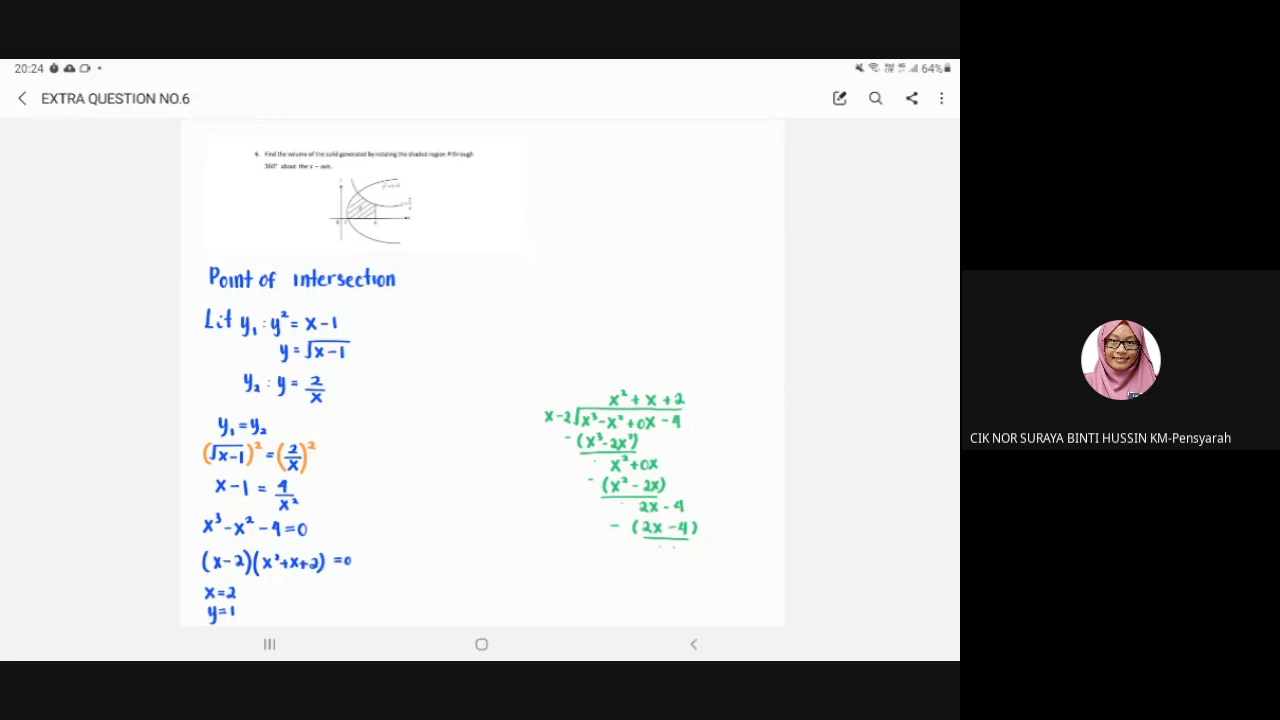 20:24 64%
EXTRA QUESTION NO.6
6. Find the volume of the solid generated by rotating the shaded region R through
360° about the x – axis.
Point of intersection
Let y₁ : y² = x – 1
y = √x – 1
y₂ : y = 2/x
y₁ = y₂
(√x–1)² = (2/x)²
x – 1 = 4/x²
x³ – x² – 4 = 0
(x – 2)(x² + x + 2) = 0
x = 2
y = 1
x² + x + 2
x – 2 √x³ – x² + 0x – 4
– (x³ – 2x²)
x² + 0x
– (x² – 2x)
2x – 4
– (2x – 4)
CIK NOR SURAYA BINTI HUSSIN KM-Pensyarah